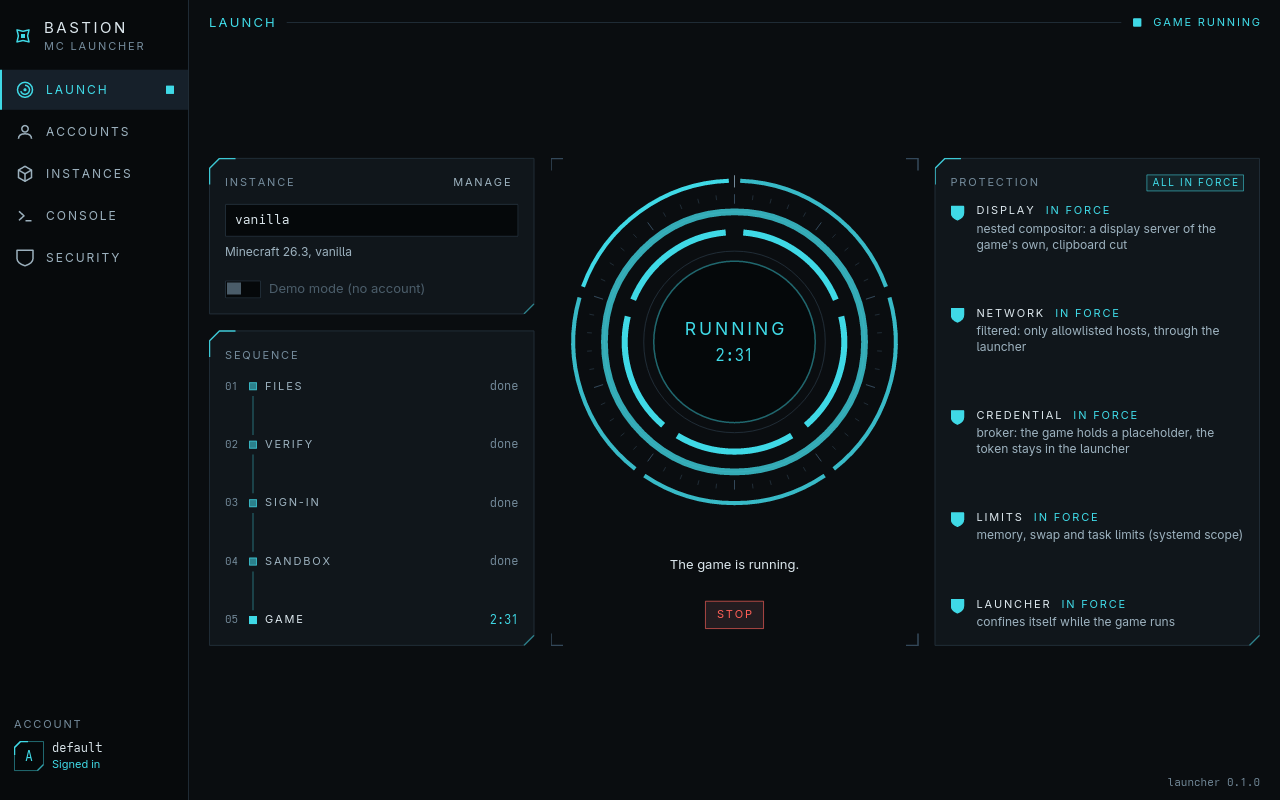 BASTION
MC LAUNCHER
LAUNCH
ACCOUNTS
INSTANCES
CONSOLE
SECURITY
ACCOUNT
A
default
Signed in
LAUNCH
GAME RUNNING
INSTANCE
MANAGE
vanilla
Minecraft 26.3, vanilla
Demo mode (no account)
SEQUENCE
01 FILES done
02 VERIFY done
03 SIGN-IN done
04 SANDBOX done
05 GAME 2:31
RUNNING
2:31
The game is running.
STOP
PROTECTION
ALL IN FORCE
DISPLAY IN FORCE
nested compositor: a display server of the
game's own, clipboard cut
NETWORK IN FORCE
filtered: only allowlisted hosts, through the
launcher
CREDENTIAL IN FORCE
broker: the game holds a placeholder, the
token stays in the launcher
LIMITS IN FORCE
memory, swap and task limits (systemd scope)
LAUNCHER IN FORCE
confines itself while the game runs
launcher 0.1.0